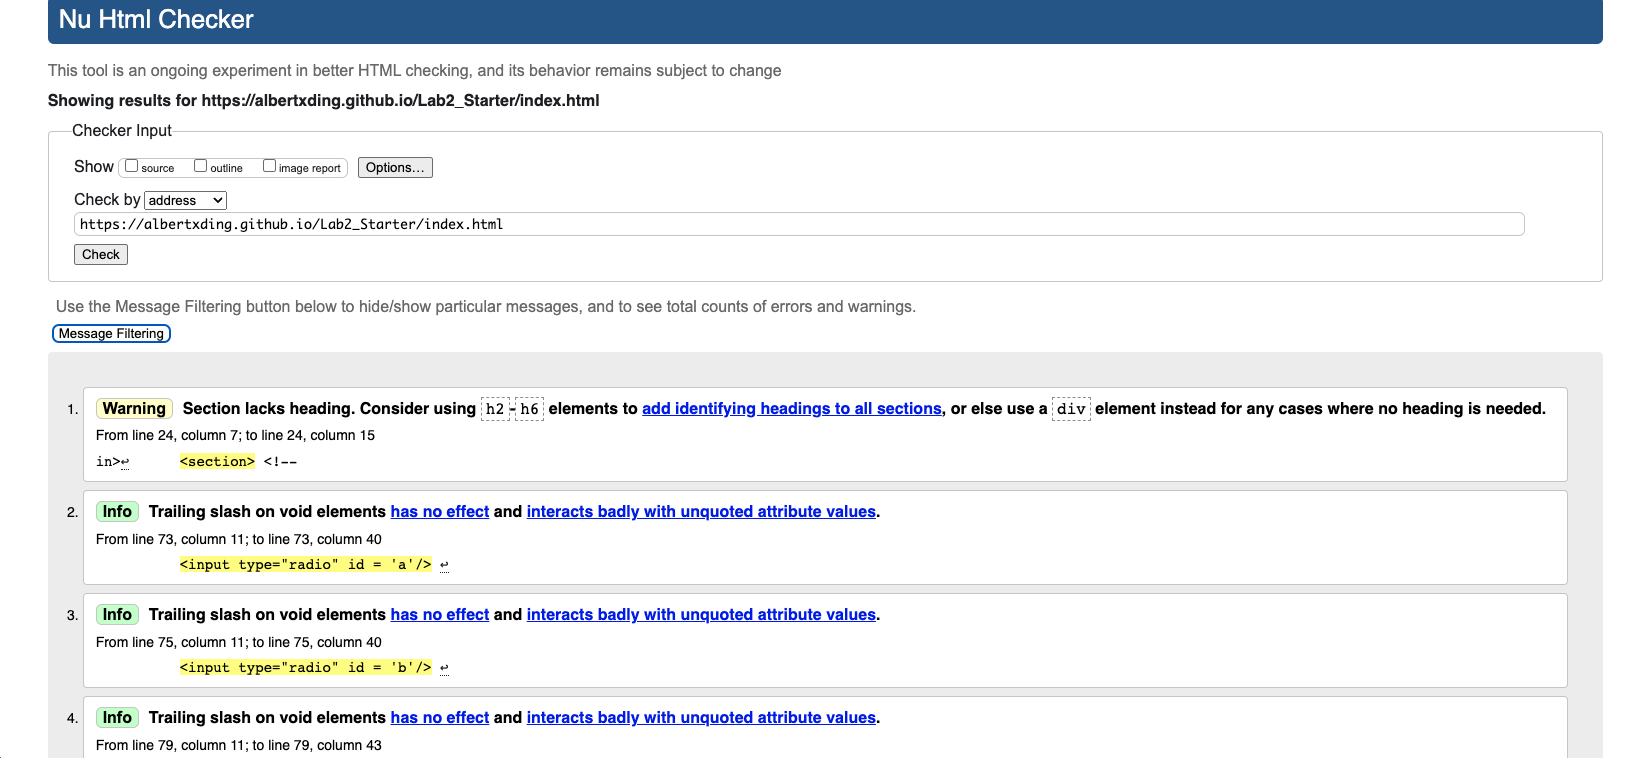 Nu Html Checker
This tool is an ongoing experiment in better HTML checking, and its behavior remains subject to change
Showing results for https://albertxding.github.io/Lab2_Starter/index.html
Checker Input
Show source outline image report Options...
Check by address
https://albertxding.github.io/Lab2_Starter/index.html
Check
Use the Message Filtering button below to hide/show particular messages, and to see total counts of errors and warnings.
Message Filtering
1. Warning Section lacks heading. Consider using h2-h6 elements to add identifying headings to all sections, or else use a div element instead for any cases where no heading is needed.
From line 24, column 7; to line 24, column 15
in>↩ <section> <!--
2. Info Trailing slash on void elements has no effect and interacts badly with unquoted attribute values.
From line 73, column 11; to line 73, column 40
<input type="radio" id = 'a'/> ↩
3. Info Trailing slash on void elements has no effect and interacts badly with unquoted attribute values.
From line 75, column 11; to line 75, column 40
<input type="radio" id = 'b'/> ↩
4. Info Trailing slash on void elements has no effect and interacts badly with unquoted attribute values.
From line 79, column 11; to line 79, column 43